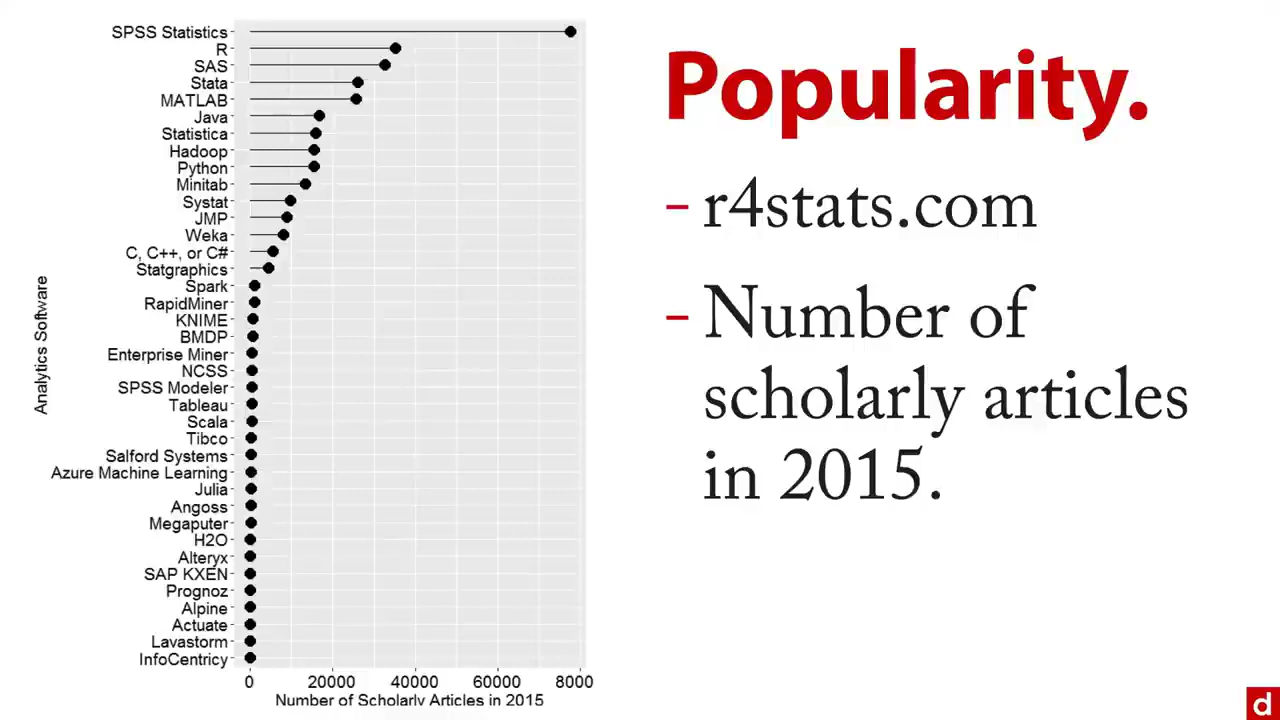 SPSS Statistics
R
SAS
Stata
MATLAB
Java
Statistica
Hadoop
Python
Minitab
Systat
JMP
Weka
C, C++, or C#
Statgraphics
Spark
RapidMiner
KNIME
BMDP
Enterprise Miner
NCSS
SPSS Modeler
Tableau
Scala
Tibco
Salford Systems
Azure Machine Learning
Julia
Angoss
Megaputer
H2O
Alteryx
SAP KXEN
Prognoz
Alpine
Actuate
Lavastorm
InfoCentricy
Analytics Software
0 20000 40000 60000 8000
Number of Scholarly Articles in 2015
Popularity.
- r4stats.com
- Number of
scholarly articles
in 2015.
d